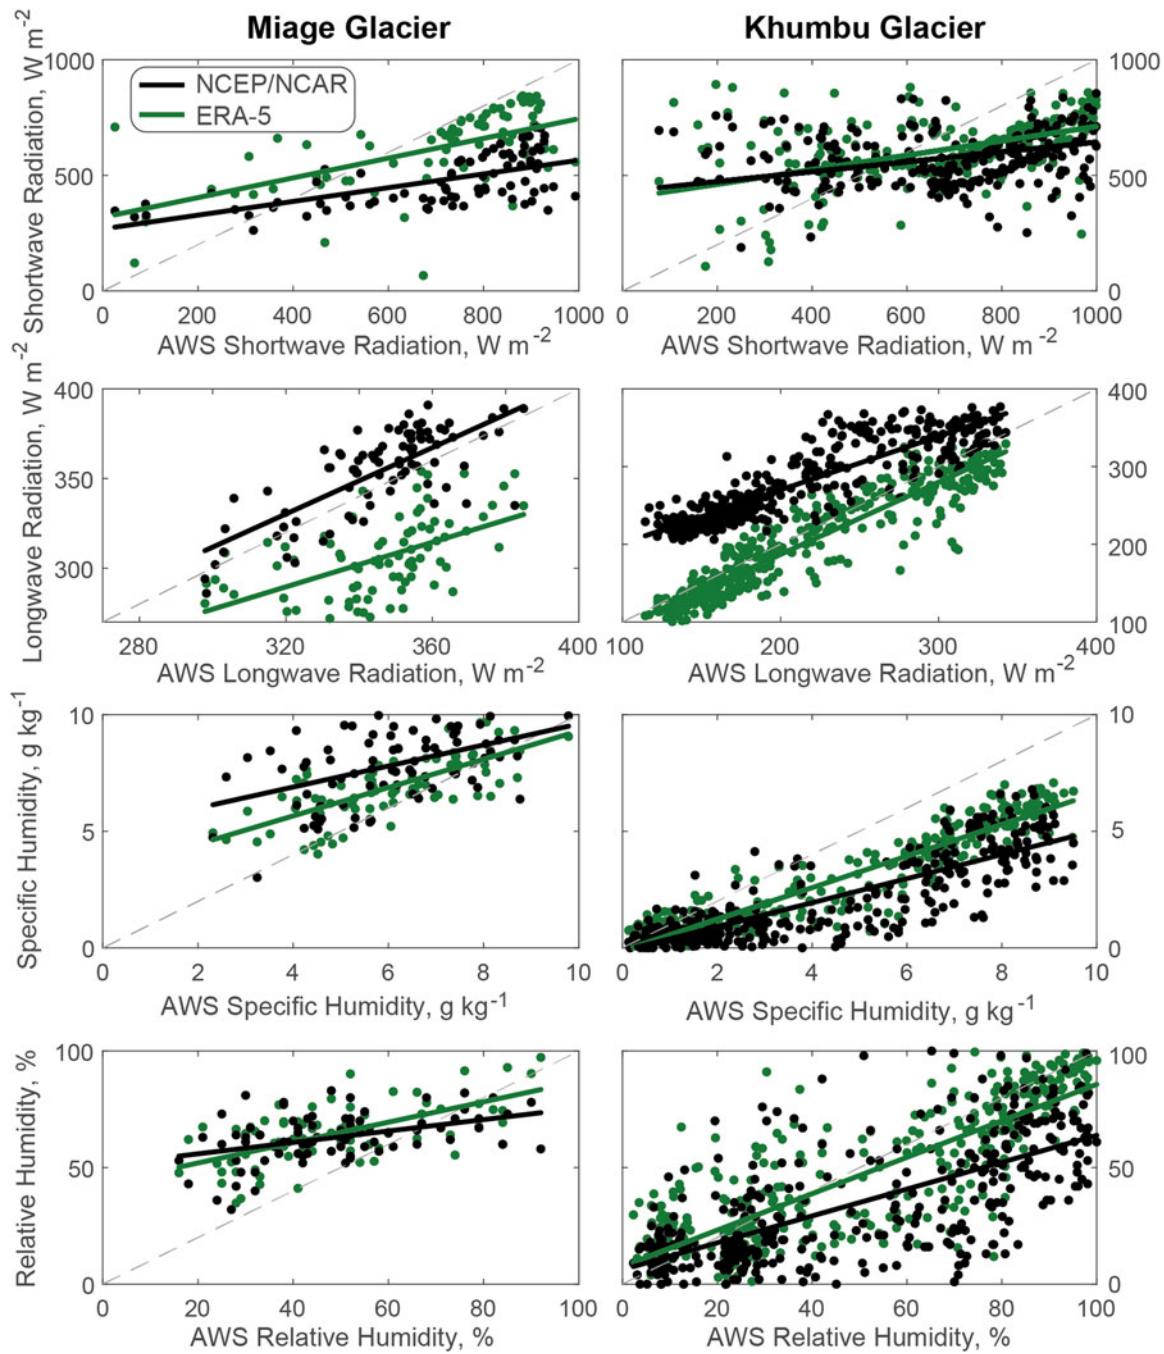 Miage Glacier
Khumbu Glacier
Shortwave Radiation, W m-2
1000
500
0
NCEP/NCAR
ERA-5
0 200 400 600 800 1000
AWS Shortwave Radiation, W m-2
1000
500
0
0 200 400 600 800 1000
AWS Shortwave Radiation, W m-2
Longwave Radiation, W m-2
400
350
300
280 320 360 400
AWS Longwave Radiation, W m-2
400
300
200
100
100 200 300 400
AWS Longwave Radiation, W m-2
Specific Humidity, g kg-1
10
5
0
0 2 4 6 8 10
AWS Specific Humidity, g kg-1
10
5
0
0 2 4 6 8 10
AWS Specific Humidity, g kg-1
Relative Humidity, %
100
50
0
0 20 40 60 80 100
AWS Relative Humidity, %
100
50
0
0 20 40 60 80 100
AWS Relative Humidity, %